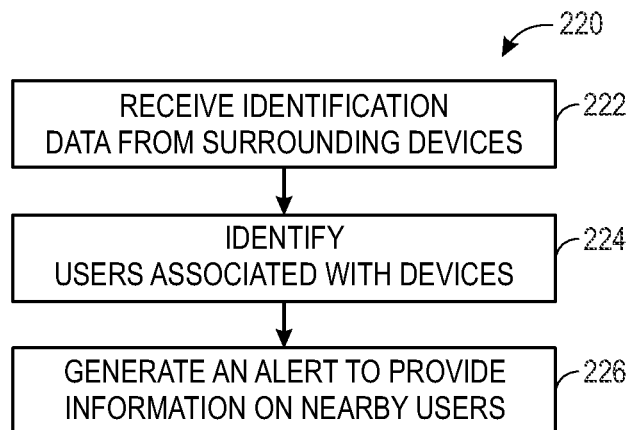 220
RECEIVE IDENTIFICATION
DATA FROM SURROUNDING DEVICES
222
IDENTIFY
USERS ASSOCIATED WITH DEVICES
224
GENERATE AN ALERT TO PROVIDE
INFORMATION ON NEARBY USERS
226